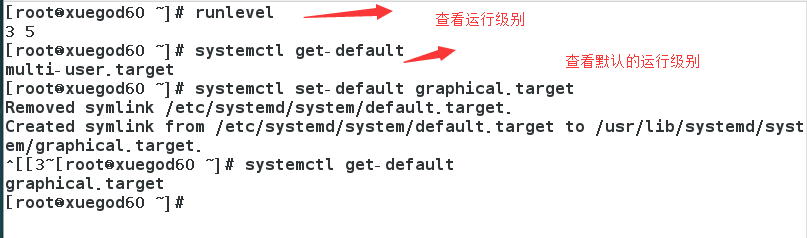 [root@xuegod60 ~]# runlevel
查看运行级别
3 5
[root@xuegod60 ~]# systemctl get-default
查看默认的运行级别
multi-user.target
[root@xuegod60 ~]# systemctl set-default graphical.target
Removed symlink /etc/systemd/system/default.target.
Created symlink from /etc/systemd/system/default.target to /usr/lib/systemd/syst
em/graphical.target.
^[[3~[root@xuegod60 ~]# systemctl get-default
graphical.target
[root@xuegod60 ~]#